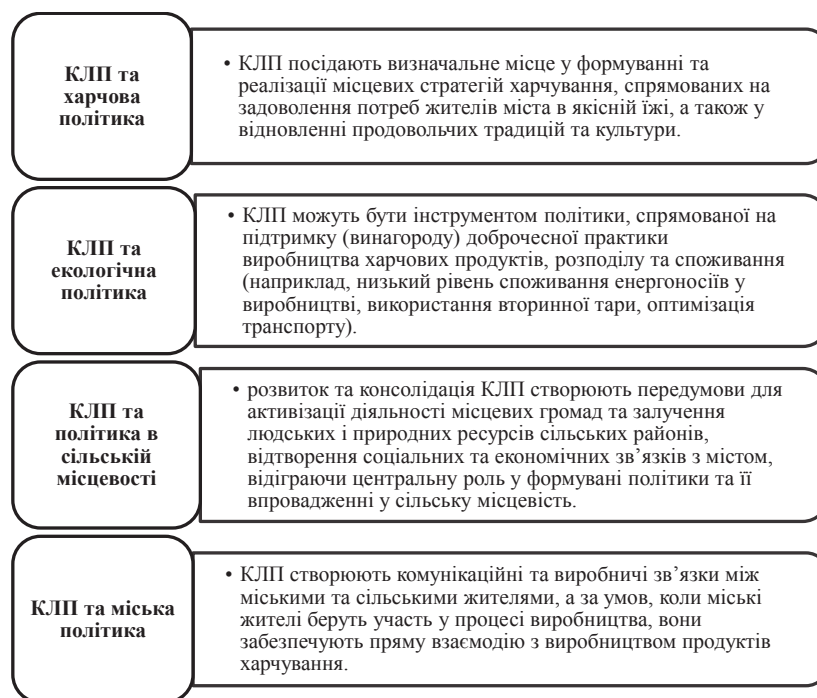 КЛП та
харчова
політика
• КЛП посідають визначальне місце у формуванні та
реалізації місцевих стратегій харчування, спрямованих на
задоволення потреб жителів міста в якісній їжі, а також у
відновленні продовольчих традицій та культури.
КЛП та
екологічна
політика
• КЛП можуть бути інструментом політики, спрямованої на
підтримку (винагороду) доброчесної практики
виробництва харчових продуктів, розподілу та споживання
(наприклад, низький рівень споживання енергоносіїв у
виробництві, використання вторинної тари, оптимізація
транспорту).
КЛП та
політика в
сільській
місцевості
• розвиток та консолідація КЛП створюють передумови для
активізації діяльності місцевих громад та залучення
людських і природних ресурсів сільських районів,
відтворення соціальних та економічних зв’язків з містом,
відіграючи центральну роль у формувані політики та її
впровадженні у сільську місцевість.
КЛП та міська
політика
• КЛП створюють комунікаційні та виробничі зв’язки між
міськими та сільськими жителями, а за умов, коли міські
жителі беруть участь у процесі виробництва, вони
забезпечують пряму взаємодію з виробництвом продуктів
харчування.